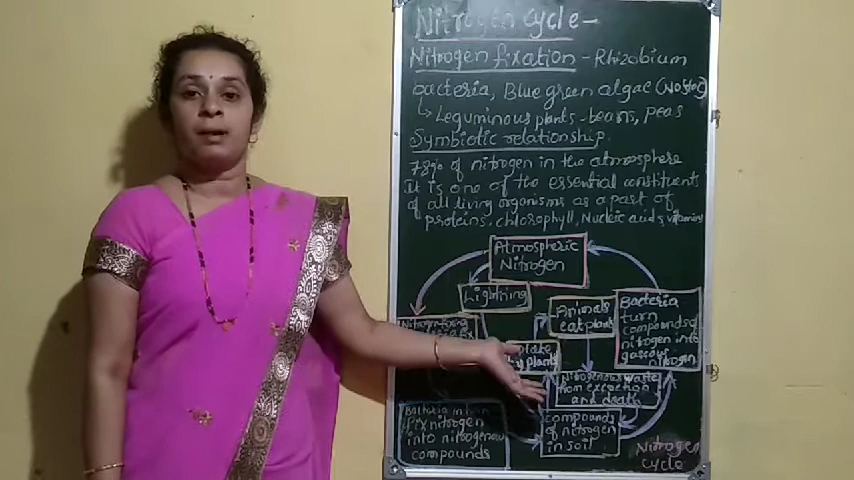 Nitrogen cycle -
Nitrogen fixation - Rhizobium
bacteria, Blue green algae (Nostoc)
↳ Leguminous plants - beans, peas
Symbiotic relationship.
78% of nitrogen in the atmosphere
It is one of the essential constituent
of all living organisms as a part of
proteins, chlorophyll, Nucleic acids & vitamins
Atmospheric
Nitrogen
Lightning
Nitrogen fixing
Animals
eat plants
Bacteria
turn
compounds of
nitrogen into
gaseous
nitrogen
plants
Nitrogenous waste
from excretion
and death
Bacteria
fix nitrogen
into nitrogenous
compounds
compounds
of nitrogen
in soil
Nitrogen
cycle